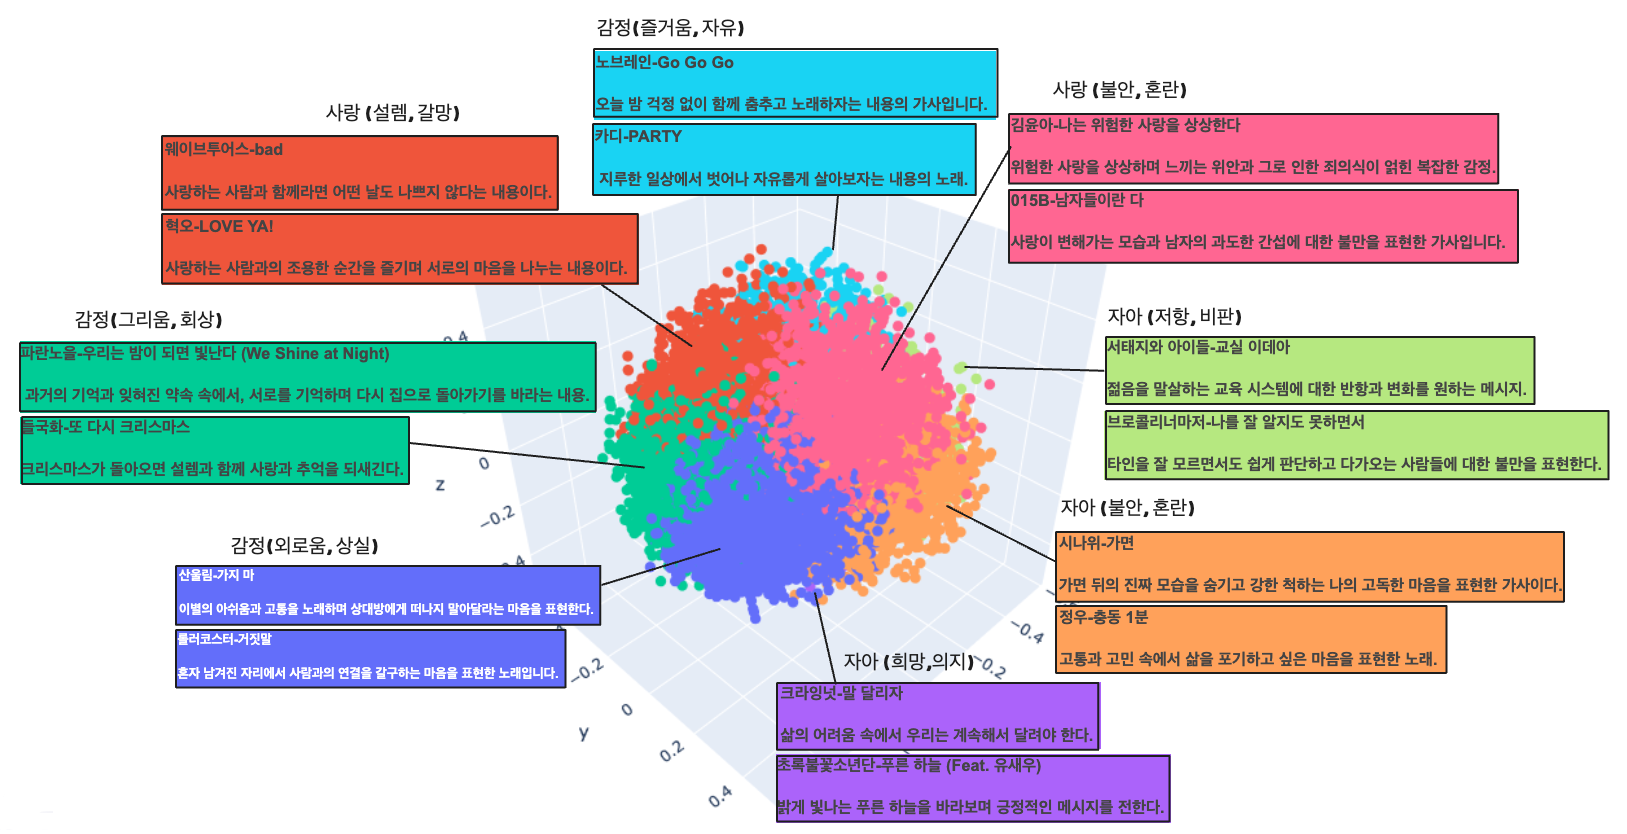 감정(즐거움, 자유)
노브레인-Go Go Go
오늘 밤 걱정 없이 함께 춤추고 노래하자는 내용의 가사입니다.
카디-PARTY
지루한 일상에서 벗어나 자유롭게 살아보자는 내용의 노래.
사랑 (설렘, 갈망)
웨이브투어스-bad
사랑하는 사람과 함께라면 어떤 날도 나쁘지 않다는 내용이다.
혁오-LOVE YA!
사랑하는 사람과의 조용한 순간을 즐기며 서로의 마음을 나누는 내용이다.
사랑 (불안, 혼란)
김윤아-나는 위험한 사랑을 상상한다
위험한 사랑을 상상하며 느끼는 위안과 그로 인한 죄의식이 얽힌 복잡한 감정.
015B-남자들이란 다
사랑이 변해가는 모습과 남자의 과도한 간섭에 대한 불만을 표현한 가사입니다.
감정(그리움, 회상)
파란노을-우리는 밤이 되면 빛난다 (We Shine at Night)
과거의 기억과 잊혀진 약속 속에서, 서로를 기억하며 다시 집으로 돌아가기를 바라는 내용.
들국화-또 다시 크리스마스
크리스마스가 돌아오면 설렘과 함께 사랑과 추억을 되새긴다.
자아 (저항, 비판)
서태지와 아이들-교실 이데아
젊음을 말살하는 교육 시스템에 대한 반항과 변화를 원하는 메시지.
브로콜리너마저-나를 잘 알지도 못하면서
타인을 잘 모르면서도 쉽게 판단하고 다가오는 사람들에 대한 불만을 표현한다.
0.4
0
z
−0.2
0.4
감정(외로움, 상실)
산울림-가지 마
이별의 아쉬움과 고통을 노래하며 상대방에게 떠나지 말아달라는 마음을 표현한다.
롤러코스터-거짓말
혼자 남겨진 자리에서 사람과의 연결을 갈구하는 마음을 표현한 노래입니다.
자아 (불안, 혼란)
시나위-가면
가면 뒤의 진짜 모습을 숨기고 강한 척하는 나의 고독한 마음을 표현한 가사이다.
정우-충동 1분
고통과 고민 속에서 삶을 포기하고 싶은 마음을 표현한 노래.
−0.4
−0.2
−0.2
0
y
0.2
0.4
자아 (희망,의지)
크라잉넛-말 달리자
삶의 어려움 속에서 우리는 계속해서 달려야 한다.
초록불꽃소년단-푸른 하늘 (Feat. 유새우)
밝게 빛나는 푸른 하늘을 바라보며 긍정적인 메시지를 전한다.